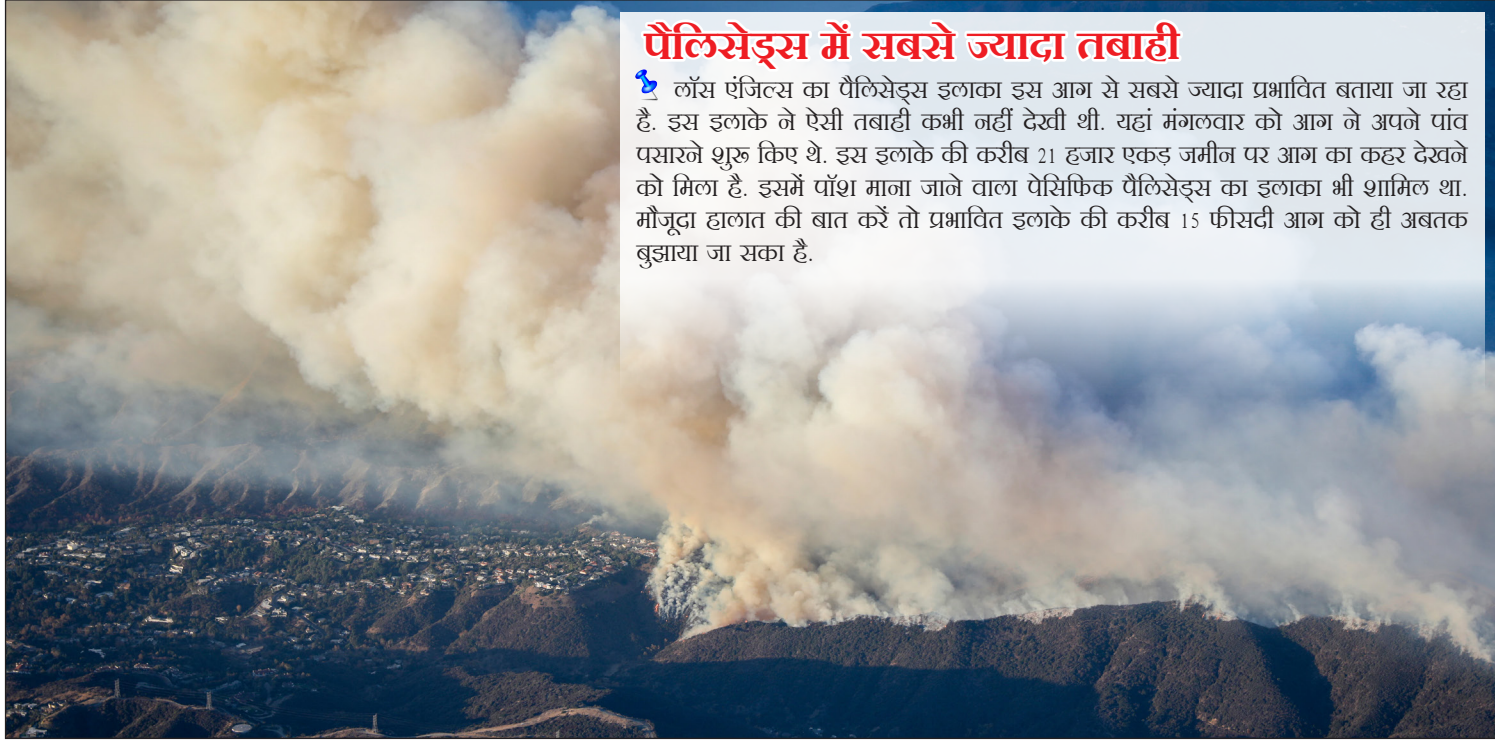 पैलिसेड्स में सबसे ज्यादा तबाही
लॉस एंजिल्स का पैलिसेड्स इलाका इस आग से सबसे ज्यादा प्रभावित बताया जा रहा
है. इस इलाके ने ऐसी तबाही कभी नहीं देखी थी. यहां मंगलवार को आग ने अपने पांव
पसारने शुरू किए थे. इस इलाके की करीब 21 हजार एकड़ जमीन पर आग का कहर देखने
को मिला है. इसमें पॉश माना जाने वाला पेसिफिक पैलिसेड्स का इलाका भी शामिल था.
मौजूदा हालात की बात करें तो प्रभावित इलाके की करीब 15 फीसदी आग को ही अबतक
बुझाया जा सका है.